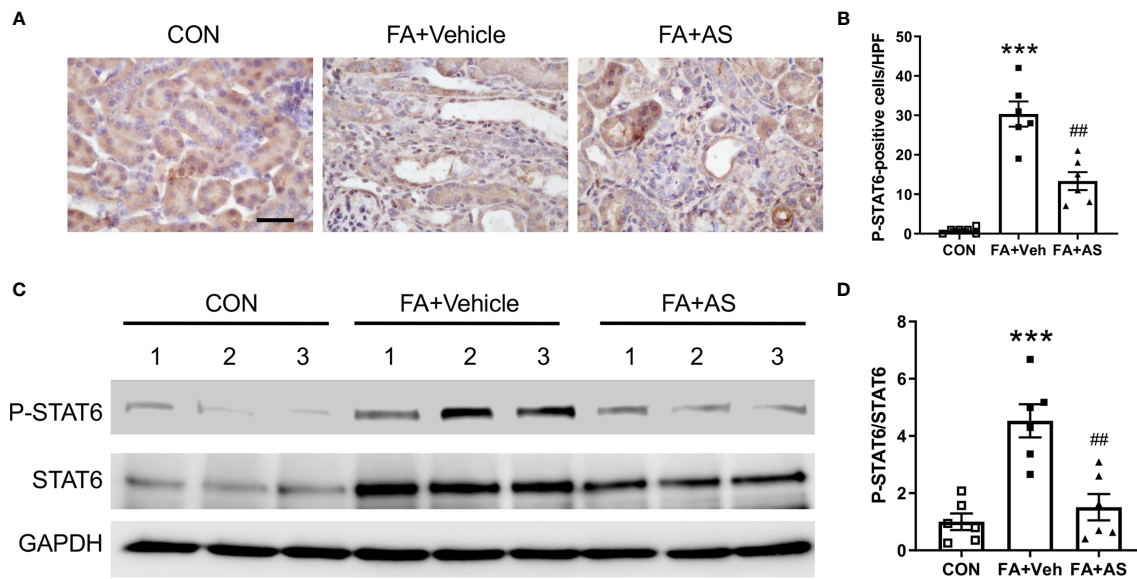 A
CON FA+Vehicle FA+AS
B
P-STAT6-positive cells/HPF
50
40
30
20
10
0
***
##
CON FA+Veh FA+AS
C
CON FA+Vehicle FA+AS
1 2 3 1 2 3 1 2 3
P-STAT6
STAT6
GAPDH
D
P-STAT6/STAT6
8
6
4
2
0
***
##
CON FA+Veh FA+AS